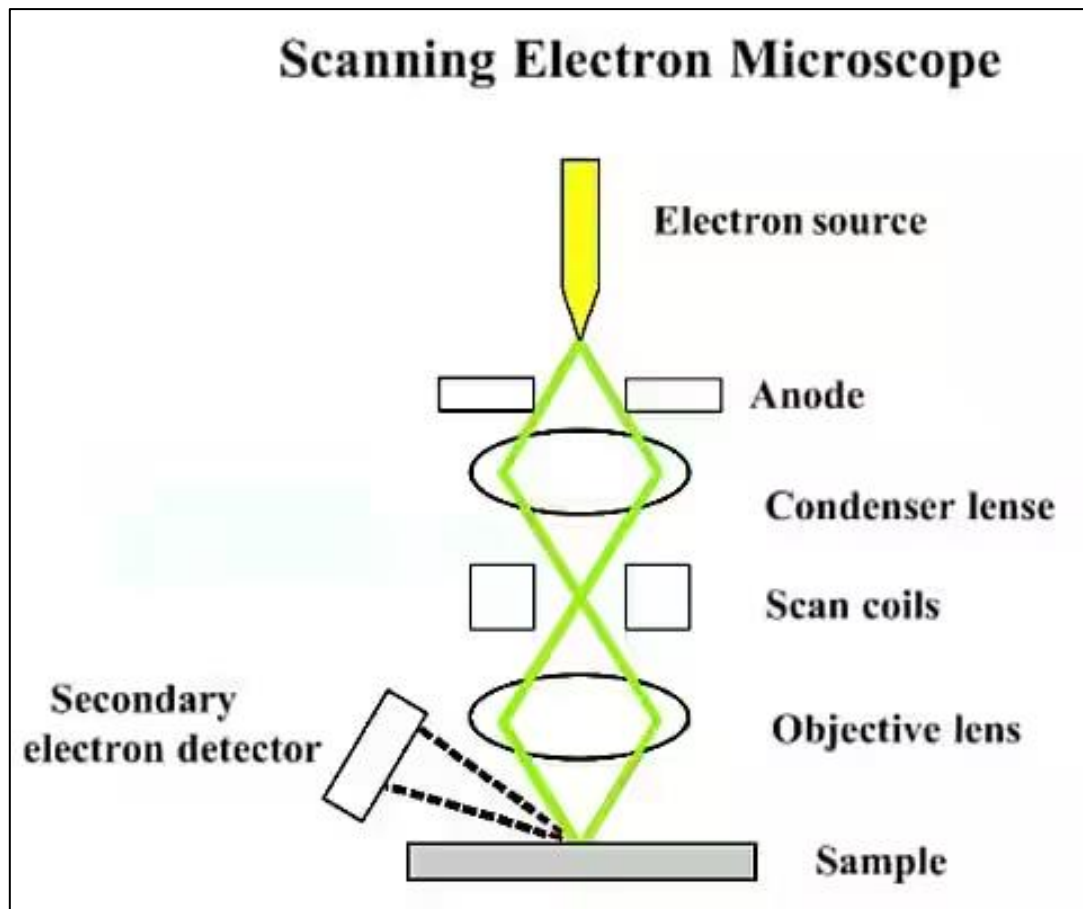 Scanning Electron Microscope
Electron source
Anode
Condenser lense
Scan coils
Secondary
electron detector
Objective lens
Sample